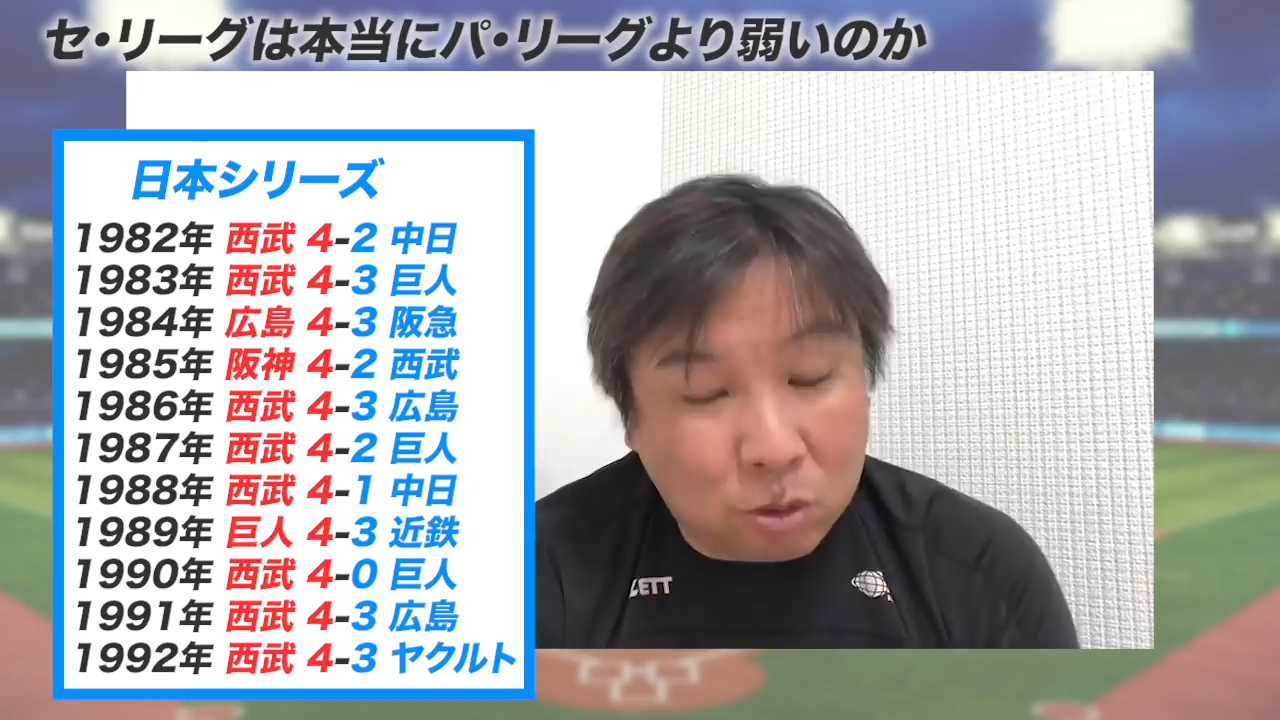 セ・リーグは本当にパ・リーグより弱いのか
日本シリーズ
1982年 西武 4-2 中日
1983年 西武 4-3 巨人
1984年 広島 4-3 阪急
1985年 阪神 4-2 西武
1986年 西武 4-3 広島
1987年 西武 4-2 巨人
1988年 西武 4-1 中日
1989年 巨人 4-3 近鉄
1990年 西武 4-0 巨人
1991年 西武 4-3 広島
1992年 西武 4-3 ヤクルト
ZETT